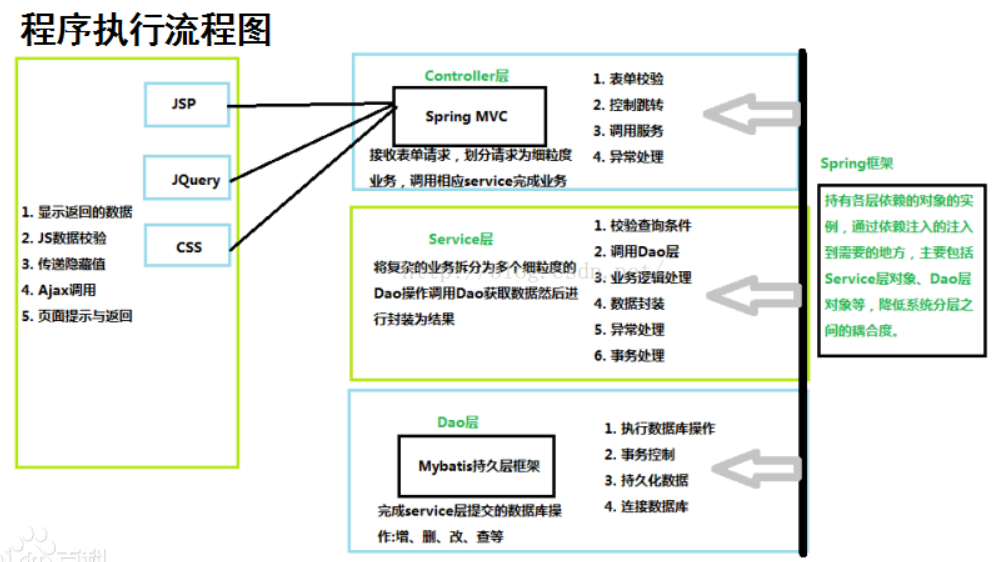 程序执行流程图
JSP
JQuery
CSS
1. 显示返回的数据
2. JS数据校验
3. 传递隐藏值
4. Ajax调用
5. 页面提示与返回
Controller层
Spring MVC
接收表单请求，划分请求为细粒度
业务，调用相应service完成业务
1. 表单校验
2. 控制跳转
3. 调用服务
4. 异常处理
Service层
将复杂的业务拆分为多个细粒度的
Dao操作调用Dao获取数据然后进
行封装为结果
1. 校验查询条件
2. 调用Dao层
3. 业务逻辑处理
4. 数据封装
5. 异常处理
6. 事务处理
Dao层
Mybatis持久层框架
完成service层提交的数据库操
作:增、删、改、查等
1. 执行数据库操作
2. 事务控制
3. 持久化数据
4. 连接数据库
Spring框架
持有各层依赖的对象的实
例，通过依赖注入的注入
到需要的地方，主要包括
Service层对象、Dao层
对象等，降低系统分层之
间的耦合度。